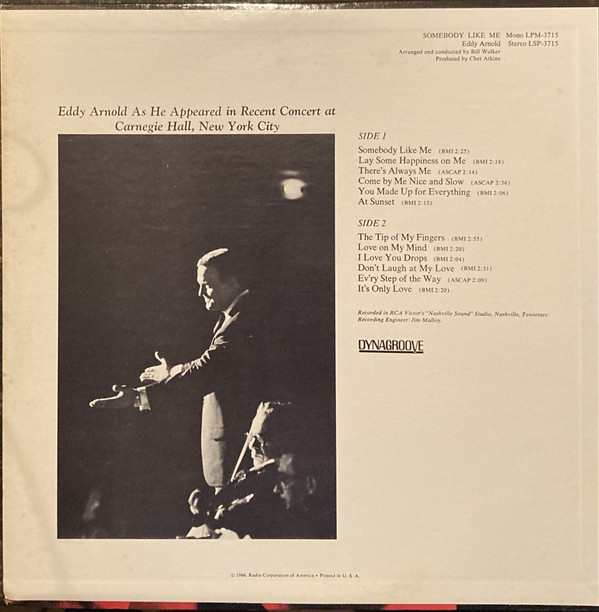 SOMEBODY LIKE ME Mono LPM-3715
Eddy Arnold Stereo LSP-3715
Arranged and conducted by Bill Walker
Produced by Chet Atkins
Eddy Arnold As He Appeared in Recent Concert at
Carnegie Hall, New York City
SIDE 1
Somebody Like Me (BMI 2:25)
Lay Some Happiness on Me (BMI 2:18)
There's Always Me (ASCAP 2:14)
Come by Me Nice and Slow (ASCAP 2:36)
You Made Up for Everything (BMI 2:06)
At Sunset (BMI 2:13)
SIDE 2
The Tip of My Fingers (BMI 2:55)
Love on My Mind (BMI 2:20)
I Love You Drops (BMI 2:04)
Don't Laugh at My Love (BMI 2:31)
Ev'ry Step of the Way (ASCAP 2:09)
It's Only Love (BMI 2:20)
Recorded in RCA Victor's "Nashville Sound" Studio, Nashville, Tennessee.
Recording Engineer: Jim Malloy.
DYNAGROOVE
© 1966, Radio Corporation of America • Printed in U. S. A.